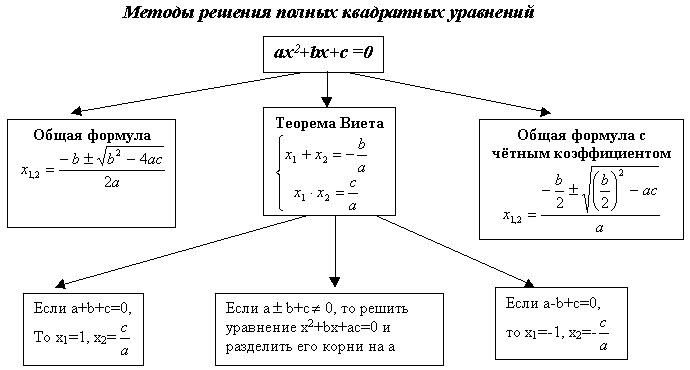 Методы решения полных квадратных уравнений
ax²+bx+c =0
Общая формула
x₁,₂ = (−b ± √(b² − 4ac)) / 2a
Теорема Виета
{ x₁ + x₂ = −b/a
x₁ · x₂ = c/a
Общая формула с
чётным коэффициентом
x₁,₂ = (−b/2 ± √((b/2)² − ac)) / a
Если a+b+c=0,
То x₁=1, x₂= c/a
Если a ± b+c ≠ 0, то решить
уравнение x²+bx+ac=0 и
разделить его корни на a
Если a-b+c=0,
то x₁=-1, x₂=- c/a